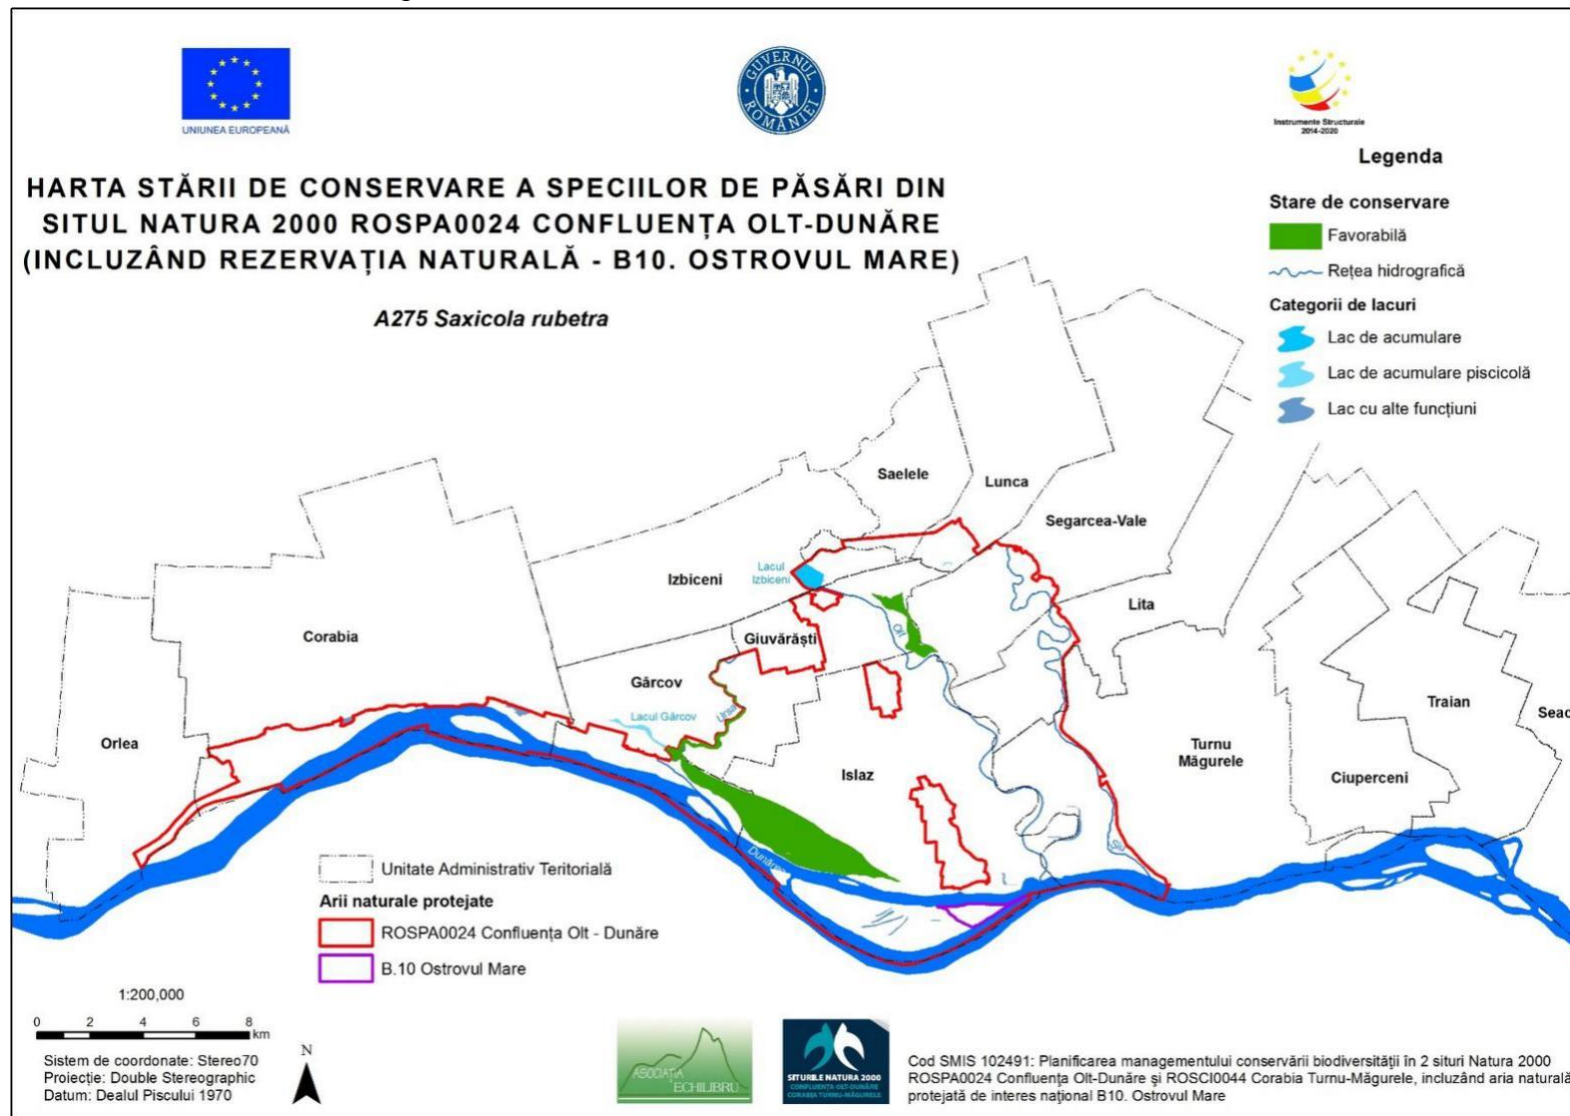 UNIUNEA EUROPEANĂ
GUVERNUL ROMÂNIEI
Instrumente Structurale
2014-2020
HARTA STĂRII DE CONSERVARE A SPECIILOR DE PĂSĂRI DIN
SITUL NATURA 2000 ROSPA0024 CONFLUENȚA OLT-DUNĂRE
(INCLUZÂND REZERVAȚIA NATURALĂ - B10. OSTROVUL MARE)
A275 Saxicola rubetra
Legenda
Stare de conservare
Favorabilă
Rețea hidrografică
Categorii de lacuri
Lac de acumulare
Lac de acumulare piscicolă
Lac cu alte funcțiuni
Saelele
Lunca
Segarcea-Vale
Izbiceni
Lacul
Izbiceni
Lita
Corabia
Giuvărăști
Olt
Gârcov
Lacul Gârcov
Ursa
Orlea
Islaz
Turnu
Măgurele
Traian
Seac
Ciuperceni
Dunărea
Siu
Unitate Administrativ Teritorială
Arii naturale protejate
ROSPA0024 Confluența Olt - Dunăre
B.10 Ostrovul Mare
1:200,000
0 2 4 6 8
km
N
Sistem de coordonate: Stereo70
Proiecție: Double Stereographic
Datum: Dealul Piscului 1970
ASOCIAȚIA
ECHILIBRU
SITURILE NATURA 2000
CONFLUENȚA OLT-DUNĂRE
CORABIA TURNU-MĂGURELE
Cod SMIS 102491: Planificarea managementului conservării biodiversității în 2 situri Natura 2000
ROSPA0024 Confluența Olt-Dunăre și ROSCI0044 Corabia Turnu-Măgurele, incluzând aria naturală
protejată de interes național B10. Ostrovul Mare